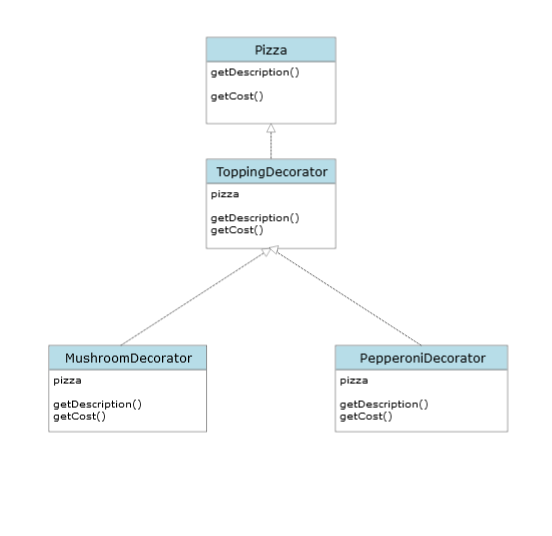 Pizza
getDescription()
getCost()
ToppingDecorator
pizza
getDescription()
getCost()
MushroomDecorator
pizza
getDescription()
getCost()
PepperoniDecorator
pizza
getDescription()
getCost()